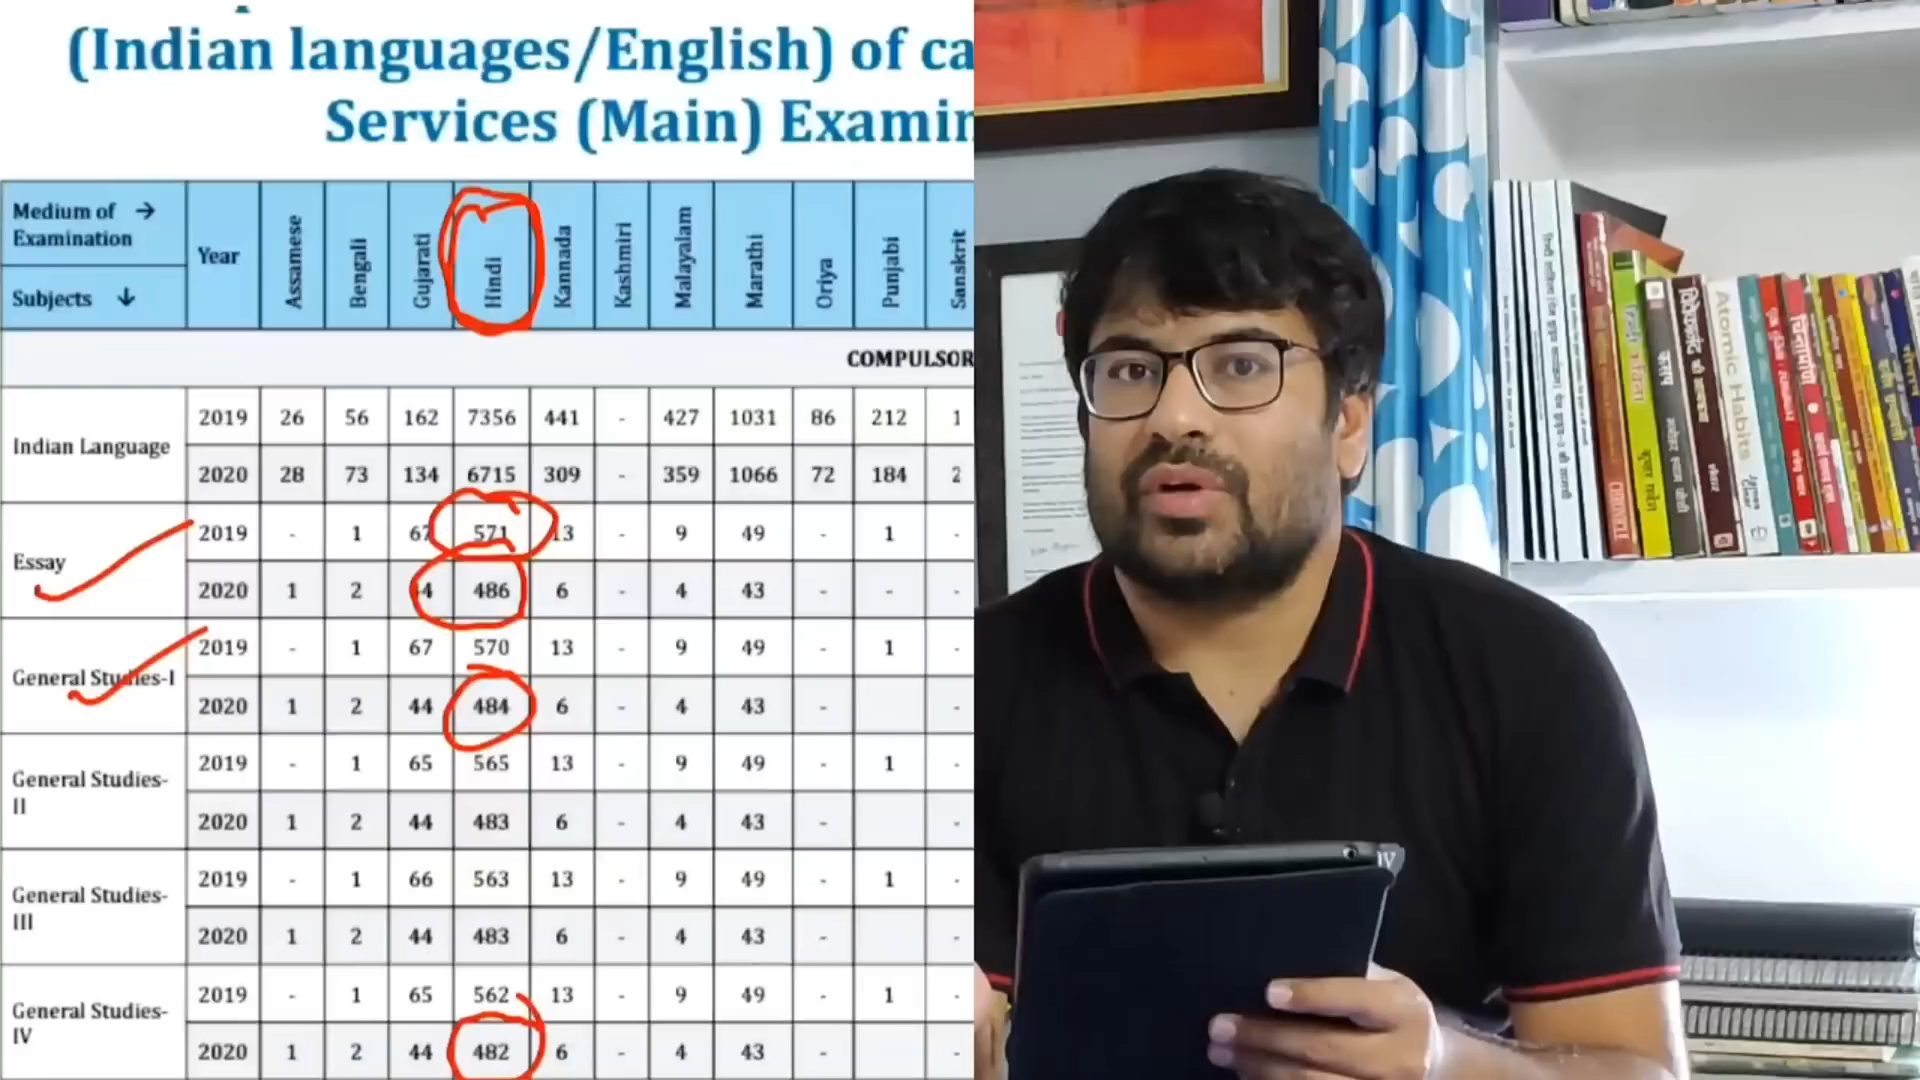 (Indian languages/English) of ca
Services (Main) Examin
Medium of →
Examination
Subjects ↓
Year
Assamese
Bengali
Gujarati
Hindi
Kannada
Kashmiri
Malayalam
Marathi
Oriya
Punjabi
Sanskrit
COMPULSOR
Indian Language
2019 26 56 162 7356 441 - 427 1031 86 212 1
2020 28 73 134 6715 309 - 359 1066 72 184 2
Essay
2019 - 1 67 571 13 - 9 49 - 1 -
2020 1 2 4 486 6 - 4 43 - - -
General Studies-I
2019 - 1 67 570 13 - 9 49 - 1 -
2020 1 2 44 484 6 - 4 43 - -
General Studies-
II
2019 - 1 65 565 13 - 9 49 - 1 -
2020 1 2 44 483 6 - 4 43 - -
General Studies-
III
2019 - 1 66 563 13 - 9 49 - 1 -
2020 1 2 44 483 6 - 4 43 - -
General Studies-
IV
2019 - 1 65 562 13 - 9 49 - 1 -
2020 1 2 44 482 6 - 4 43 - -
Atomic Habits
James
Clear